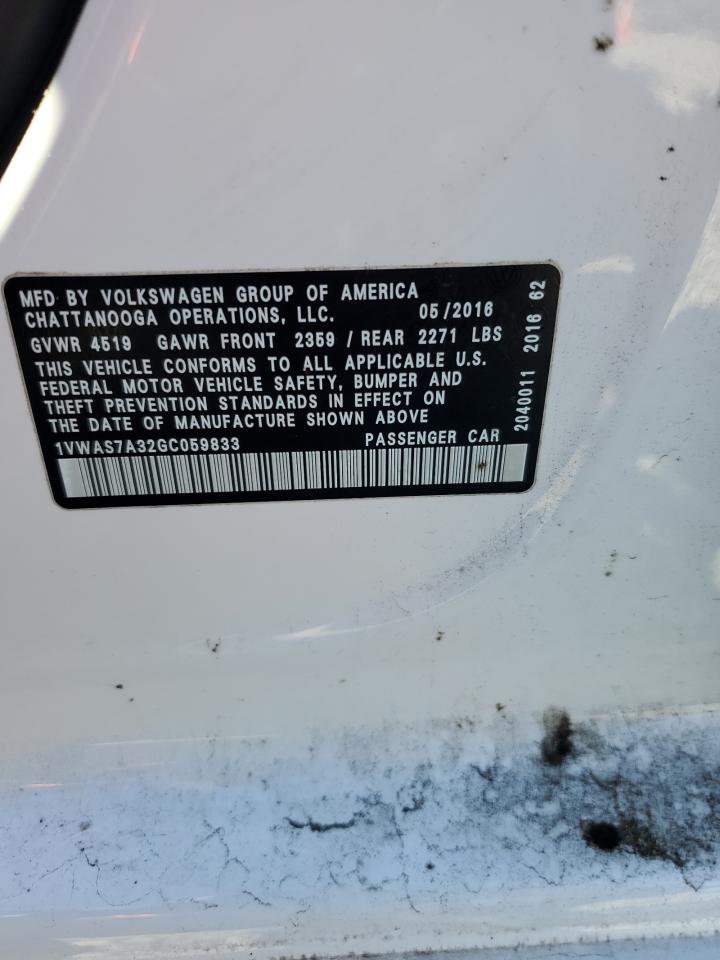 MFD BY VOLKSWAGEN GROUP OF AMERICA
CHATTANOOGA OPERATIONS, LLC. 05/2016
GVWR 4519 GAWR FRONT 2359 / REAR 2271 LBS
THIS VEHICLE CONFORMS TO ALL APPLICABLE U.S.
FEDERAL MOTOR VEHICLE SAFETY, BUMPER AND
THEFT PREVENTION STANDARDS IN EFFECT ON
THE DATE OF MANUFACTURE SHOWN ABOVE
1VWAS7A32GC059833 PASSENGER CAR
2040011 2016 62